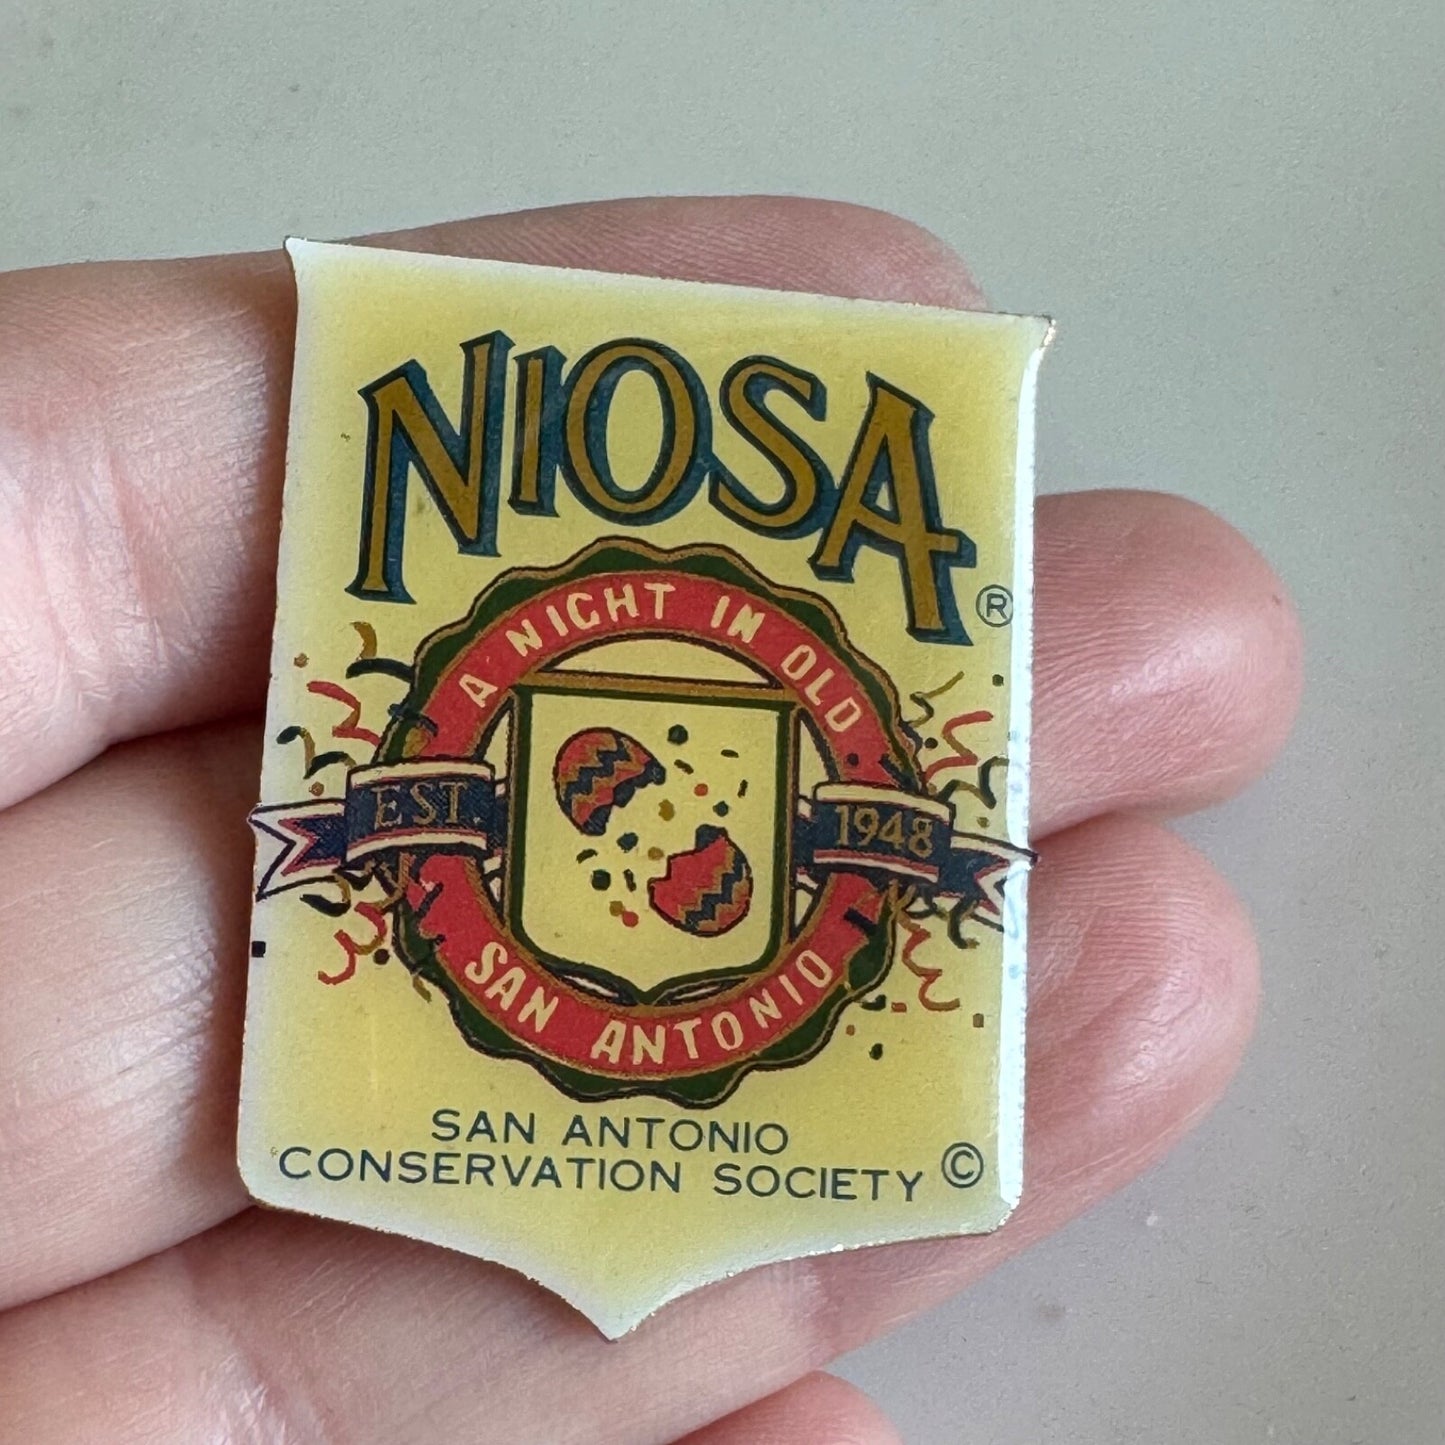 NIOSA ®
A NIGHT IN OLD
EST. 1948
SAN ANTONIO
SAN ANTONIO
CONSERVATION SOCIETY ©